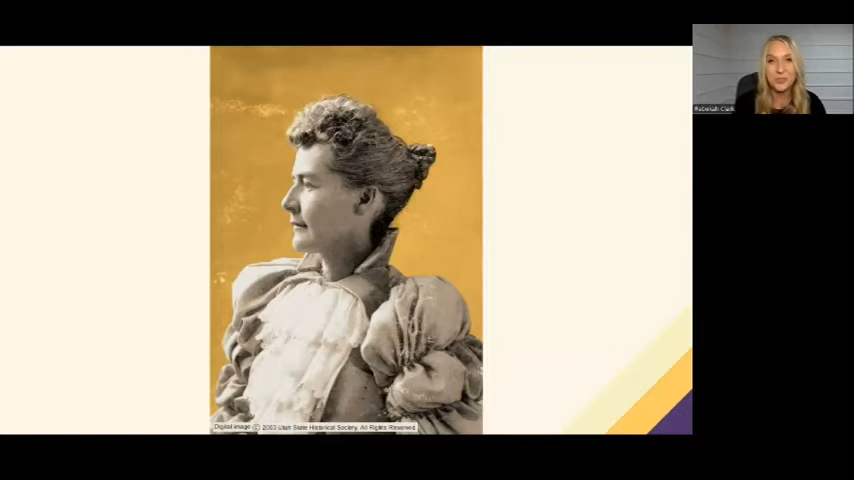 Rebekah Clark
Digital Image © 2003 Utah State Historical Society. All Rights Reserved.